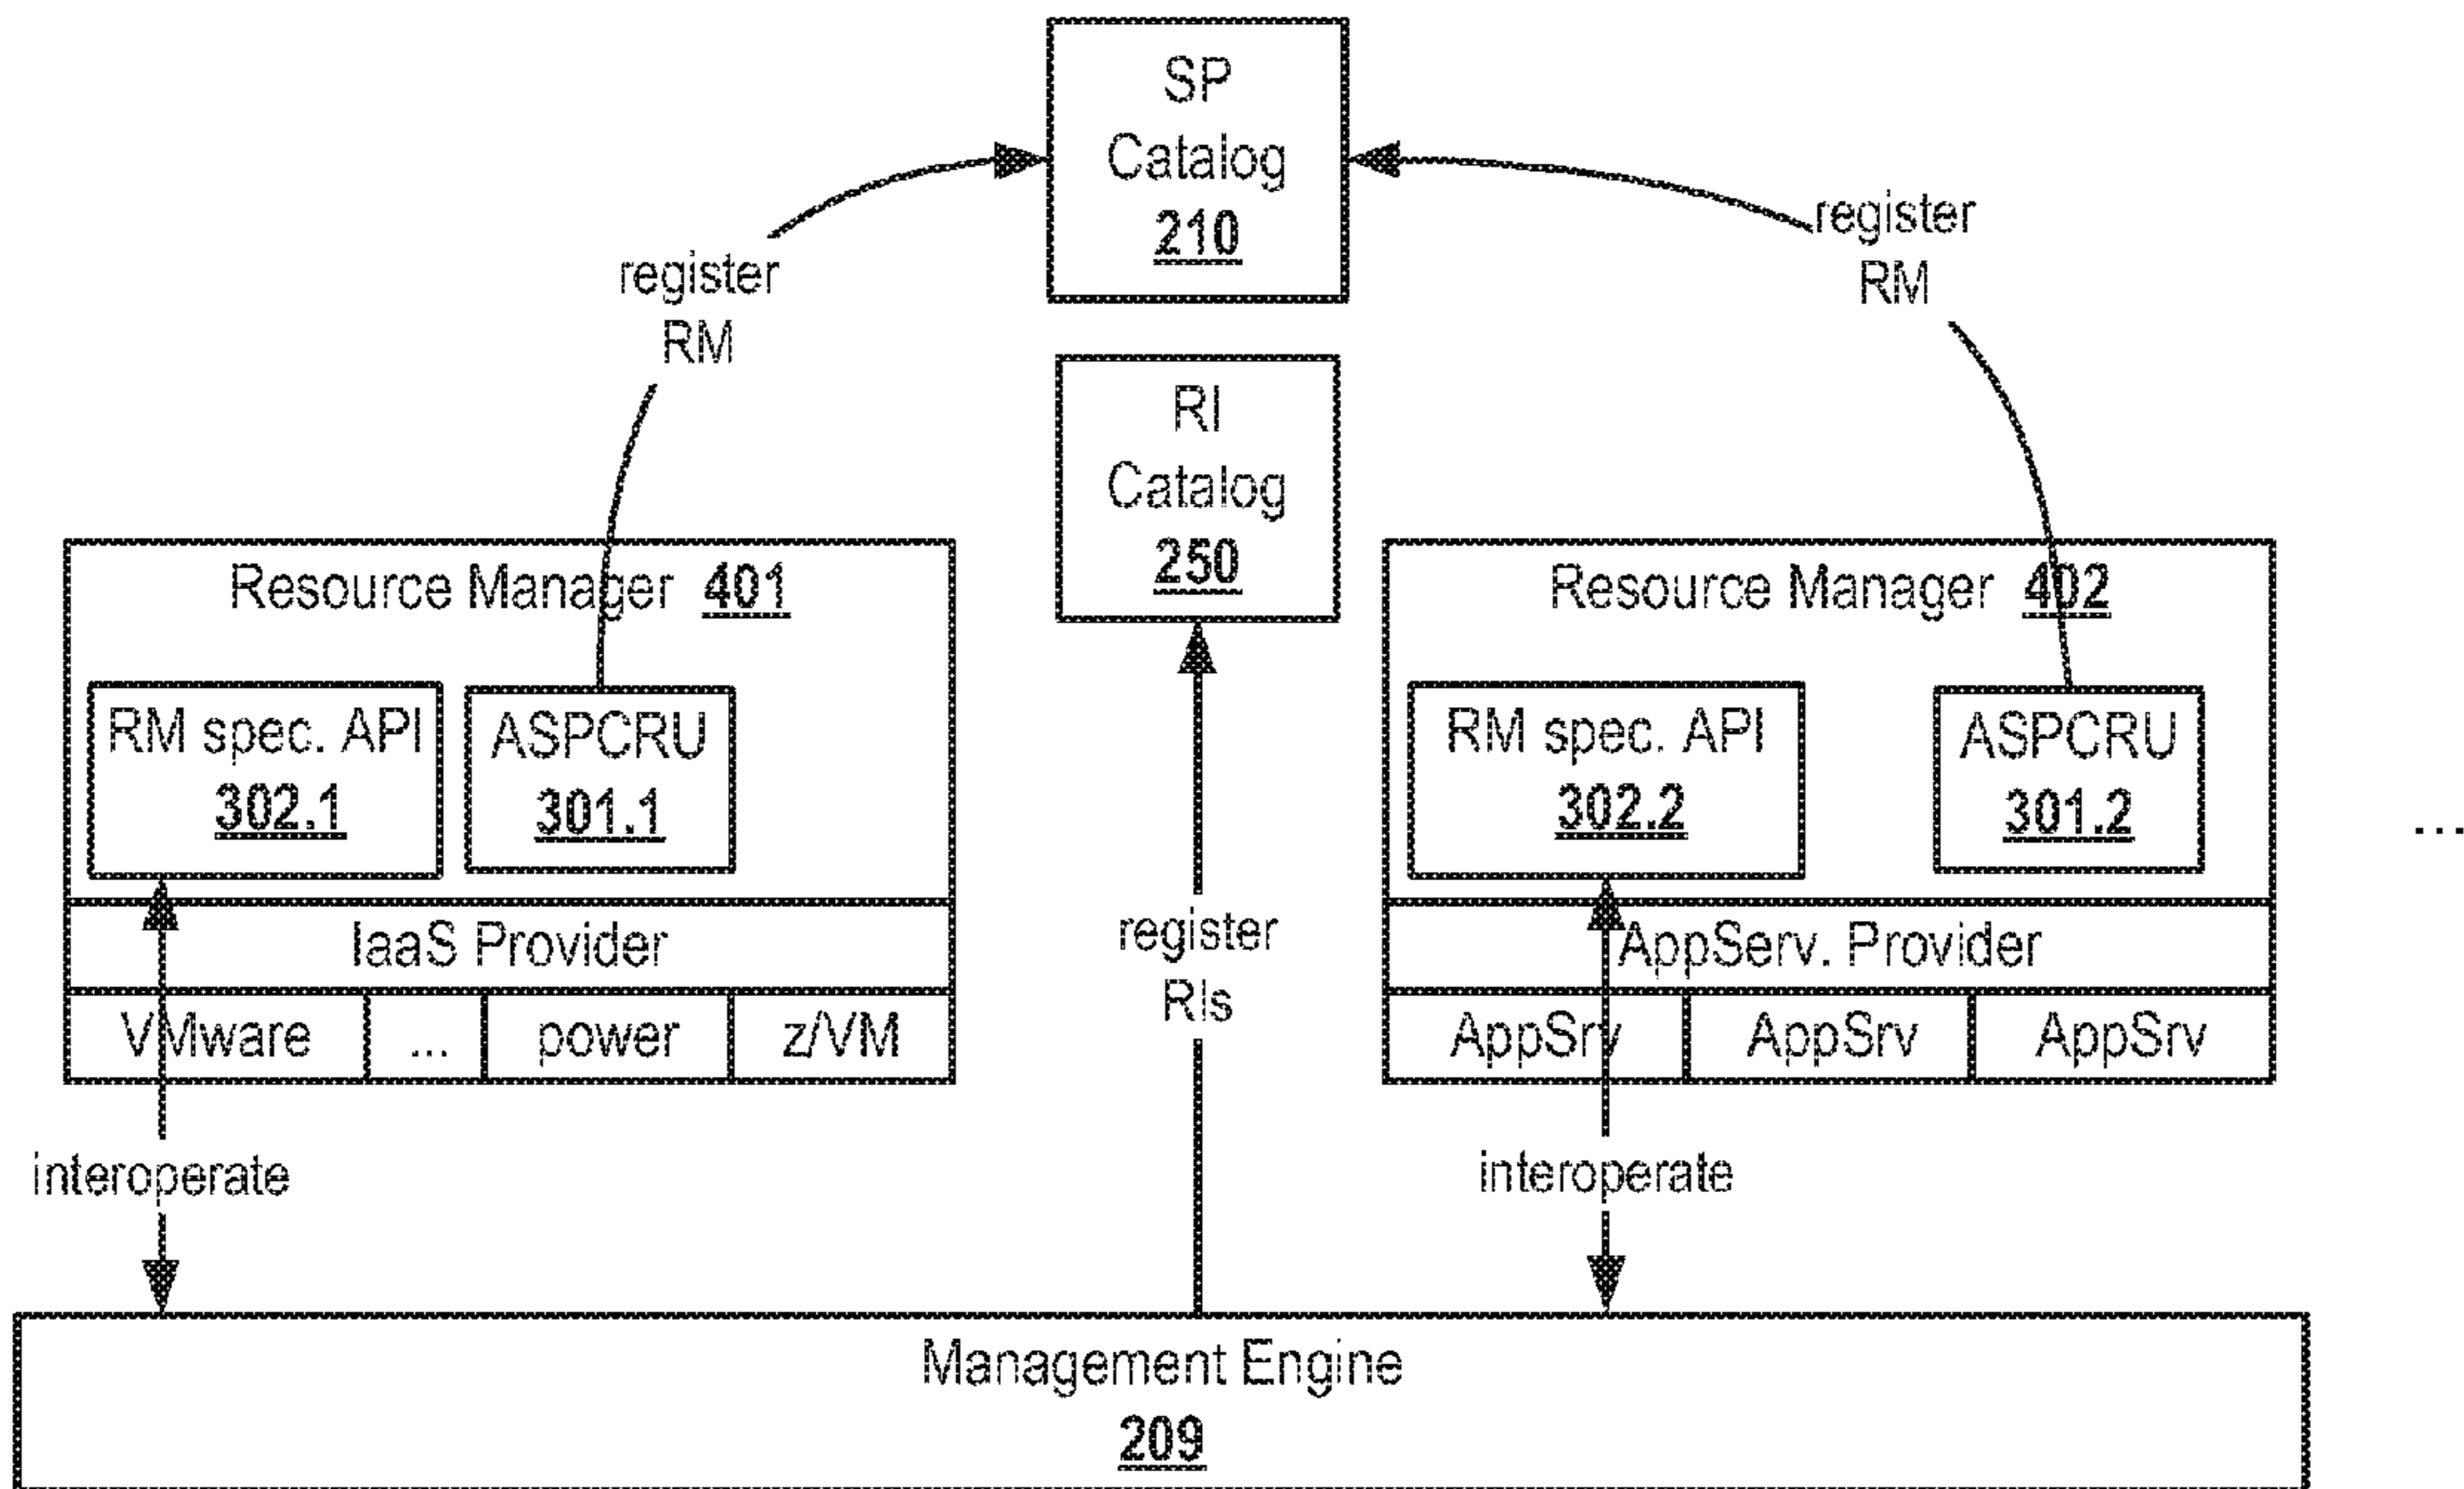 SP
Catalog
210
register
RM
register
RM
RI
Catalog
250
Resource Manager 401
RM spec. API
302.1
ASPCRU
301.1
IaaS Provider
VMware
...
power
z/VM
Resource Manager 402
RM spec. API
302.2
ASPCRU
301.2
AppServ. Provider
AppSrv
AppSrv
AppSrv
...
register
RIs
interoperate
interoperate
Management Engine
209